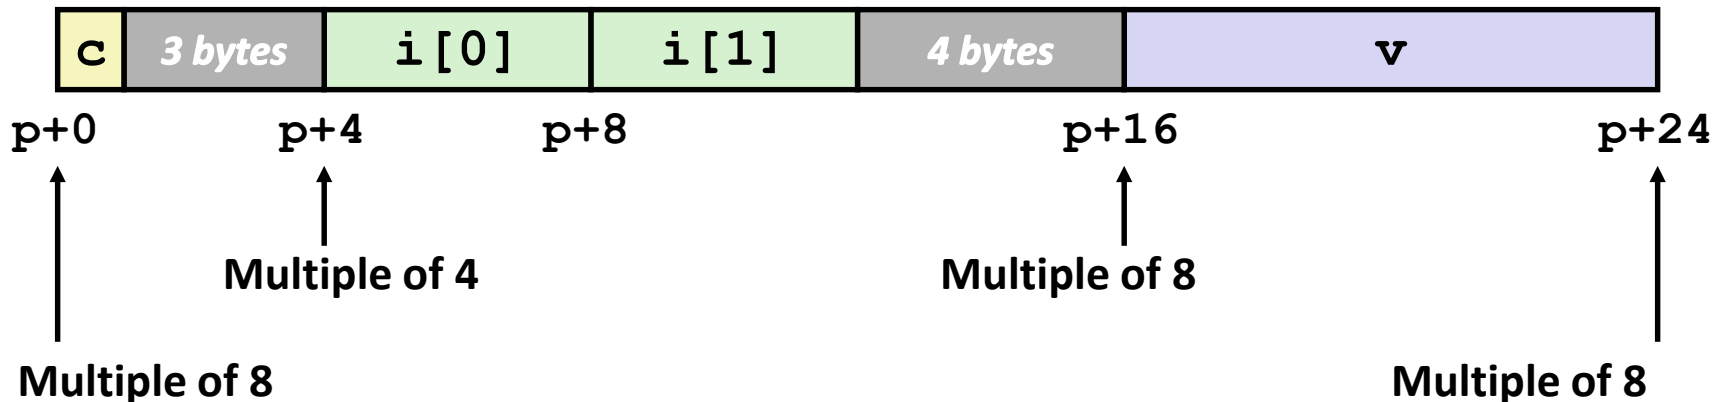 c 3 bytes i[0] i[1] 4 bytes v
p+0 p+4 p+8 p+16 p+24
Multiple of 4 Multiple of 8
Multiple of 8 Multiple of 8